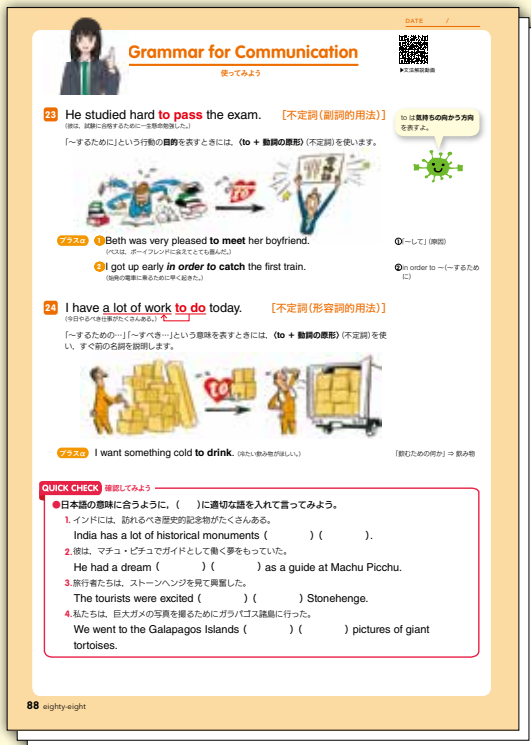 DATE /
Grammar for Communication
使ってみよう
▶文法解説動画
23 He studied hard to pass the exam. [不定詞(副詞的用法)]
(彼は、試験に合格するために一生懸命勉強した。)
「~するために」という行動の目的を表すときには、〈to + 動詞の原形〉(不定詞)を使います。
to は気持ちの向かう方向
を表すよ。
to
プラスα 1 Beth was very pleased to meet her boyfriend.
(ベスは、ボーイフレンドに会えてとても喜んだ。)
①「~して」(原因)
2 I got up early in order to catch the first train.
(始発の電車に乗るために早く起きた。)
②in order to ~(~するため
に)
24 I have a lot of work to do today. [不定詞(形容詞的用法)]
(今日やるべき仕事がたくさんある。)
「~するための…」「~すべき…」という意味を表すときには、〈to + 動詞の原形〉(不定詞)を使
い、すぐ前の名詞を説明します。
to
プラスα I want something cold to drink. (冷たい飲み物がほしい。)
「飲むための何か」⇒ 飲み物
QUICK CHECK 確認してみよう
●日本語の意味に合うように、( )に適切な語を入れて言ってみよう。
1. インドには、訪れるべき歴史的記念物がたくさんある。
India has a lot of historical monuments ( ) ( ).
2. 彼は、マチュ・ピチュでガイドとして働く夢をもっていた。
He had a dream ( ) ( ) as a guide at Machu Picchu.
3. 旅行者たちは、ストーンヘンジを見て興奮した。
The tourists were excited ( ) ( ) Stonehenge.
4. 私たちは、巨大ガメの写真を撮るためにガラパゴス諸島に行った。
We went to the Galapagos Islands ( ) ( ) pictures of giant
tortoises.
88 eighty-eight